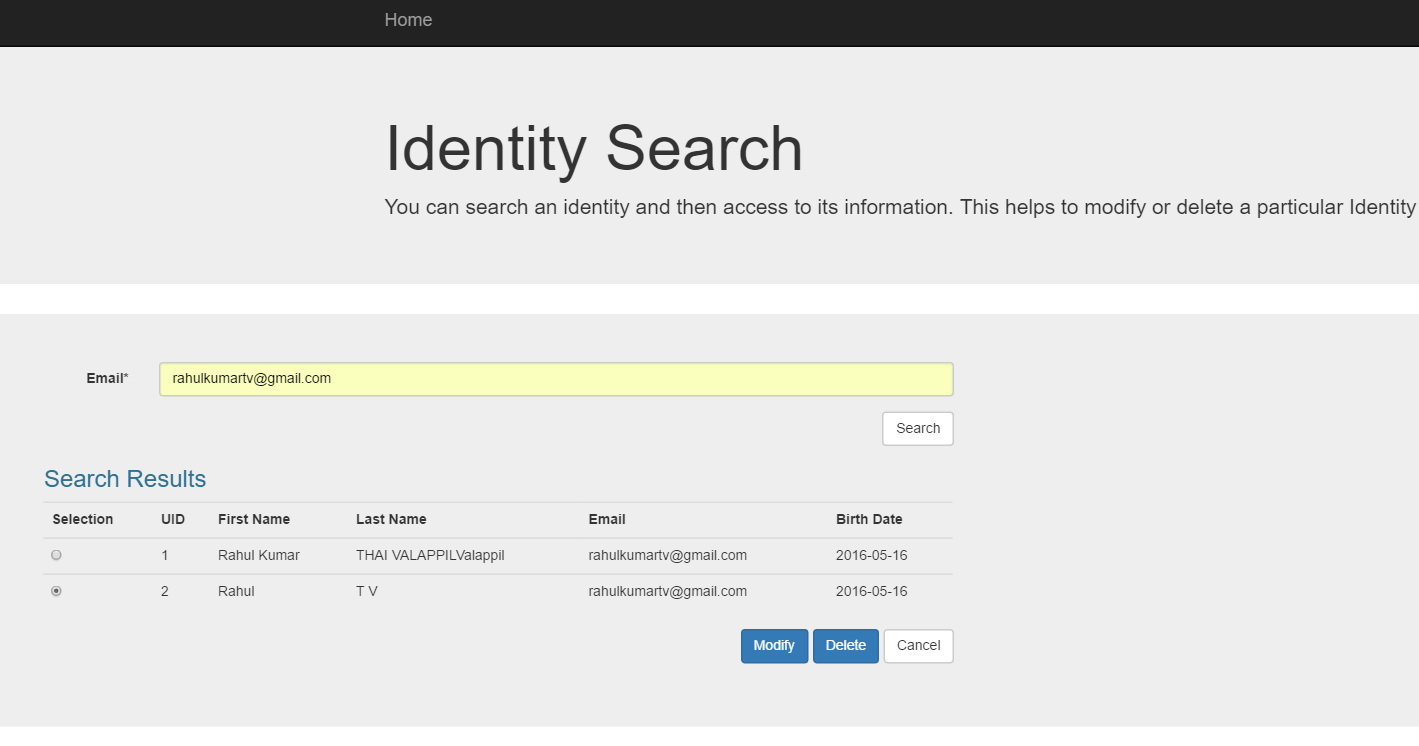 Home
Identity Search
You can search an identity and then access to its information. This helps to modify or delete a particular Identity
Email* rahulkumartv@gmail.com
Search
Search Results
Selection UID First Name Last Name Email Birth Date
1 Rahul Kumar THAI VALAPPILValappil rahulkumartv@gmail.com 2016-05-16
2 Rahul T V rahulkumartv@gmail.com 2016-05-16
Modify Delete Cancel